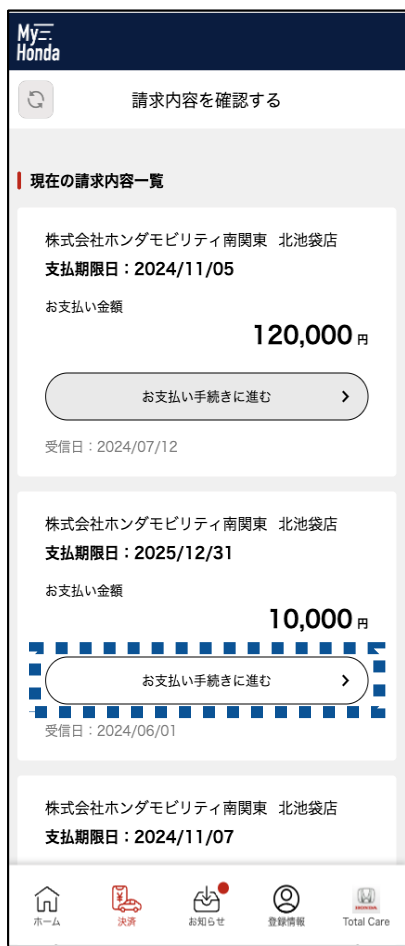 My
Honda
請求内容を確認する
現在の請求内容一覧
株式会社ホンダモビリティ南関東 北池袋店
支払期限日：2024/11/05
お支払い金額
120,000 円
お支払い手続きに進む
受信日：2024/07/12
株式会社ホンダモビリティ南関東 北池袋店
支払期限日：2025/12/31
お支払い金額
10,000 円
お支払い手続きに進む
受信日：2024/06/01
株式会社ホンダモビリティ南関東 北池袋店
支払期限日：2024/11/07
ホーム 決済 お知らせ 登録情報 Total Care